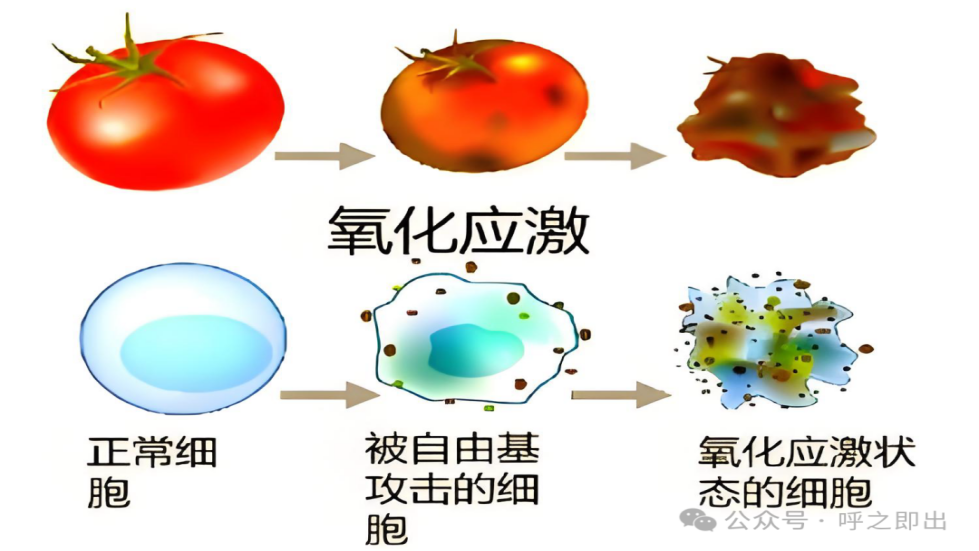 氧化应激
正常细
胞
被自由基
攻击的细
胞
氧化应激状
态的细胞
公众号·呼之即出